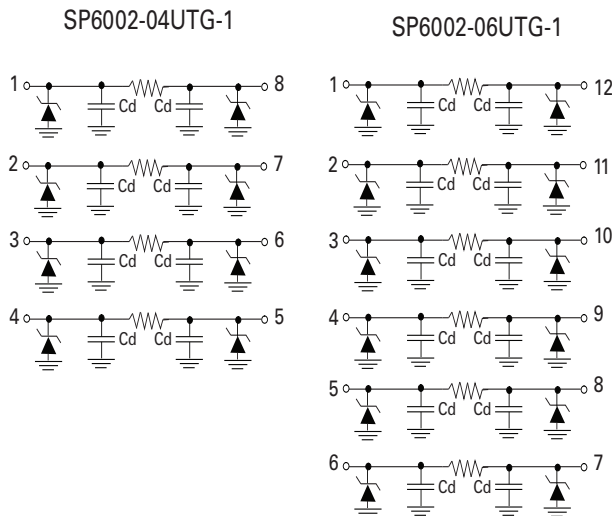 SP6002-04UTG-1
1 Cd Cd 8
2 Cd Cd 7
3 Cd Cd 6
4 Cd Cd 5
SP6002-06UTG-1
1 Cd Cd 12
2 Cd Cd 11
3 Cd Cd 10
4 Cd Cd 9
5 Cd Cd 8
6 Cd Cd 7